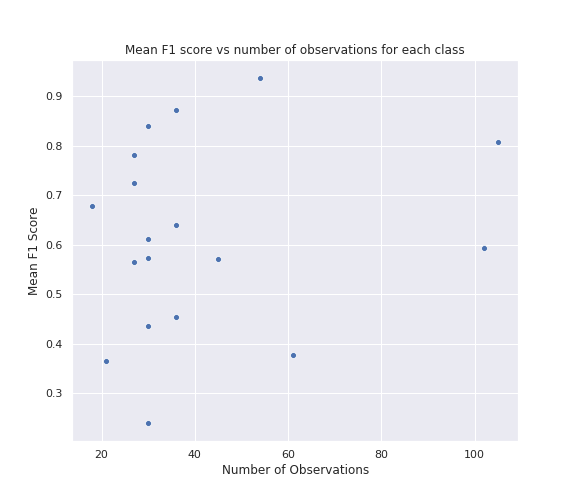 Mean F1 score vs number of observations for each class
0.9
0.8
0.7
0.6
0.5
0.4
0.3
Mean F1 Score
20 40 60 80 100
Number of Observations